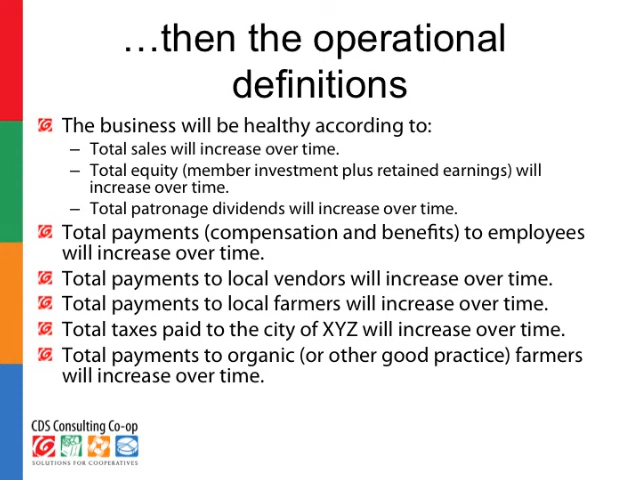 …then the operational
definitions
The business will be healthy according to:
– Total sales will increase over time.
– Total equity (member investment plus retained earnings) will
increase over time.
– Total patronage dividends will increase over time.
Total payments (compensation and benefits) to employees
will increase over time.
Total payments to local vendors will increase over time.
Total payments to local farmers will increase over time.
Total taxes paid to the city of XYZ will increase over time.
Total payments to organic (or other good practice) farmers
will increase over time.
CDS Consulting Co-op
SOLUTIONS FOR COOPERATIVES